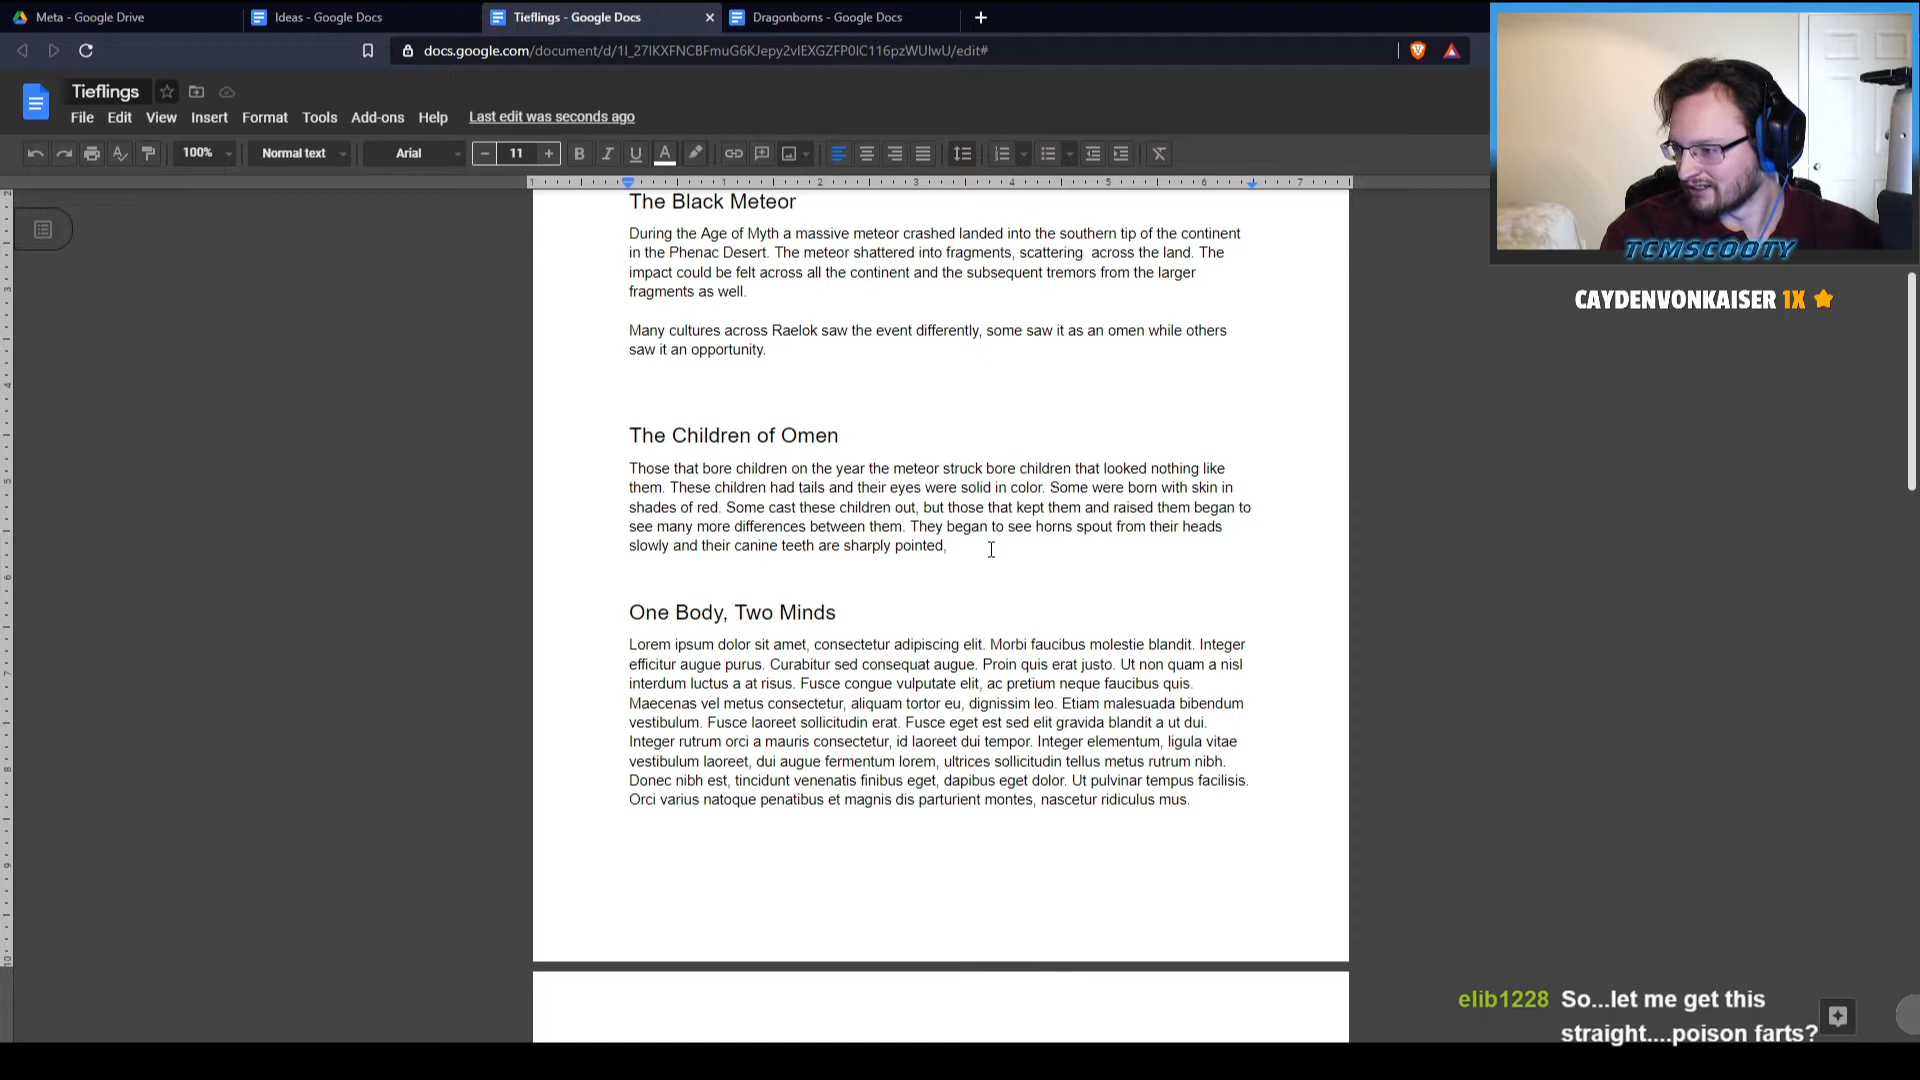 Meta - Google Drive
Ideas - Google Docs
Tieflings - Google Docs
Dragonborns - Google Docs
docs.google.com/document/d/1I_27IKXFNCBFmuG6KJepy2vIEXGZFP0IC116pzWUIwU/edit#
Tieflings
File Edit View Insert Format Tools Add-ons Help Last edit was seconds ago
100% Normal text Arial 11 B I U A
1 1 2 3 4 5 6 7
The Black Meteor
During the Age of Myth a massive meteor crashed landed into the southern tip of the continent
in the Phenac Desert. The meteor shattered into fragments, scattering  across the land. The
impact could be felt across all the continent and the subsequent tremors from the larger
fragments as well.
Many cultures across Raelok saw the event differently, some saw it as an omen while others
saw it an opportunity.
The Children of Omen
Those that bore children on the year the meteor struck bore children that looked nothing like
them. These children had tails and their eyes were solid in color. Some were born with skin in
shades of red. Some cast these children out, but those that kept them and raised them began to
see many more differences between them. They began to see horns spout from their heads
slowly and their canine teeth are sharply pointed,
One Body, Two Minds
Lorem ipsum dolor sit amet, consectetur adipiscing elit. Morbi faucibus molestie blandit. Integer
efficitur augue purus. Curabitur sed consequat augue. Proin quis erat justo. Ut non quam a nisl
interdum luctus a at risus. Fusce congue vulputate elit, ac pretium neque faucibus quis.
Maecenas vel metus consectetur, aliquam tortor eu, dignissim leo. Etiam malesuada bibendum
vestibulum. Fusce laoreet sollicitudin erat. Fusce eget est sed elit gravida blandit a ut dui.
Integer rutrum orci a mauris consectetur, id laoreet dui tempor. Integer elementum, ligula vitae
vestibulum laoreet, dui augue fermentum lorem, ultrices sollicitudin tellus metus rutrum nibh.
Donec nibh est, tincidunt venenatis finibus eget, dapibus eget dolor. Ut pulvinar tempus facilisis.
Orci varius natoque penatibus et magnis dis parturient montes, nascetur ridiculus mus.
TCMSCOOTY
CAYDENVONKAISER 1X
elib1228 So...let me get this
straight....poison farts?